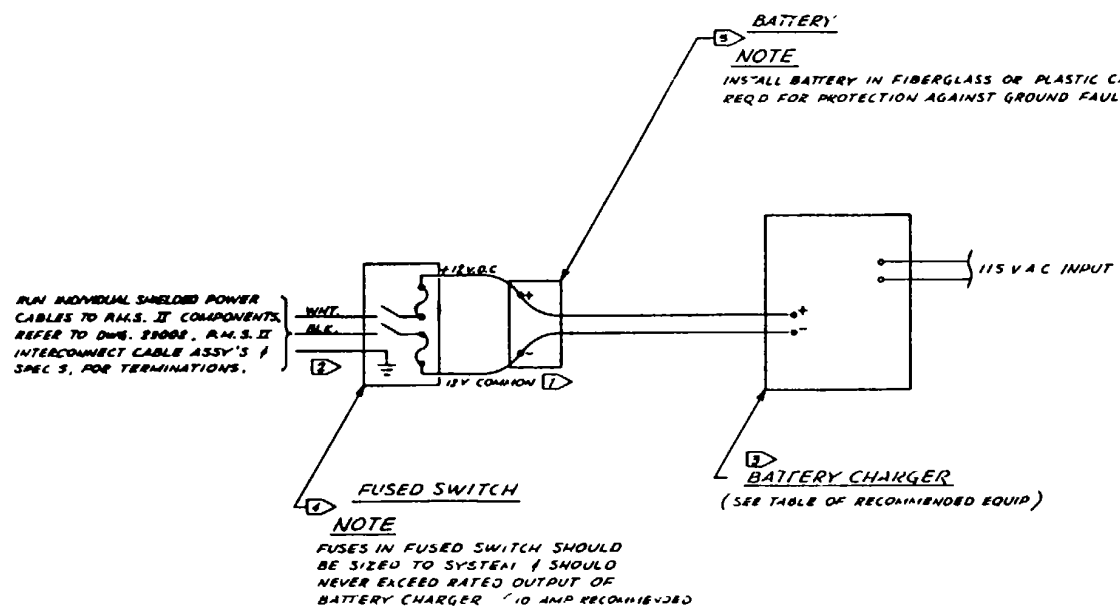 5 BATTERY
NOTE
INSTALL BATTERY IN FIBERGLASS OR PLASTIC
REQ'D FOR PROTECTION AGAINST GROUND
+12 V.D.C
+
-
12V COMMON 1
RUN INDIVIDUAL SHIELDED POWER
CABLES TO R.M.S. II COMPONENTS.
REFER TO DWG. R.M.S. II
INTERCONNECT CABLE ASSY'S &
SPEC'S, FOR TERMINATIONS.
WHT.
BLK.
2
+
-
115 V A C INPUT
3
BATTERY CHARGER
(SEE TABLE OF RECOMMENDED EQUIP)
4 FUSED SWITCH
NOTE
FUSES IN FUSED SWITCH SHOULD
BE SIZED TO SYSTEM & SHOULD
NEVER EXCEED RATED OUTPUT OF
BATTERY CHARGER 10 AMP RECOMMENDED